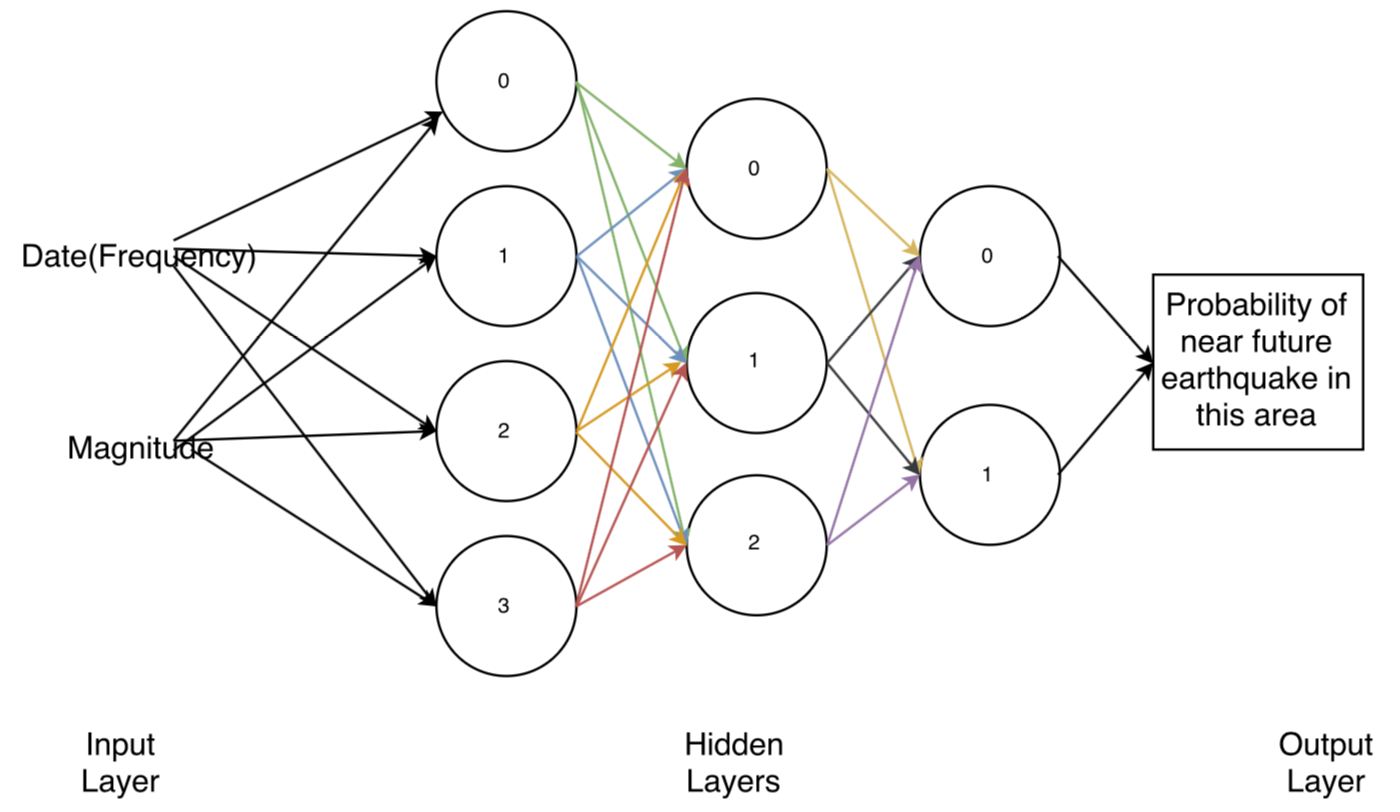 0
0
1
Date(Frequency)
0
Probability of
near future
earthquake in
this area
1
2
Magnitude
1
2
3
Input
Layer
Hidden
Layers
Output
Layer